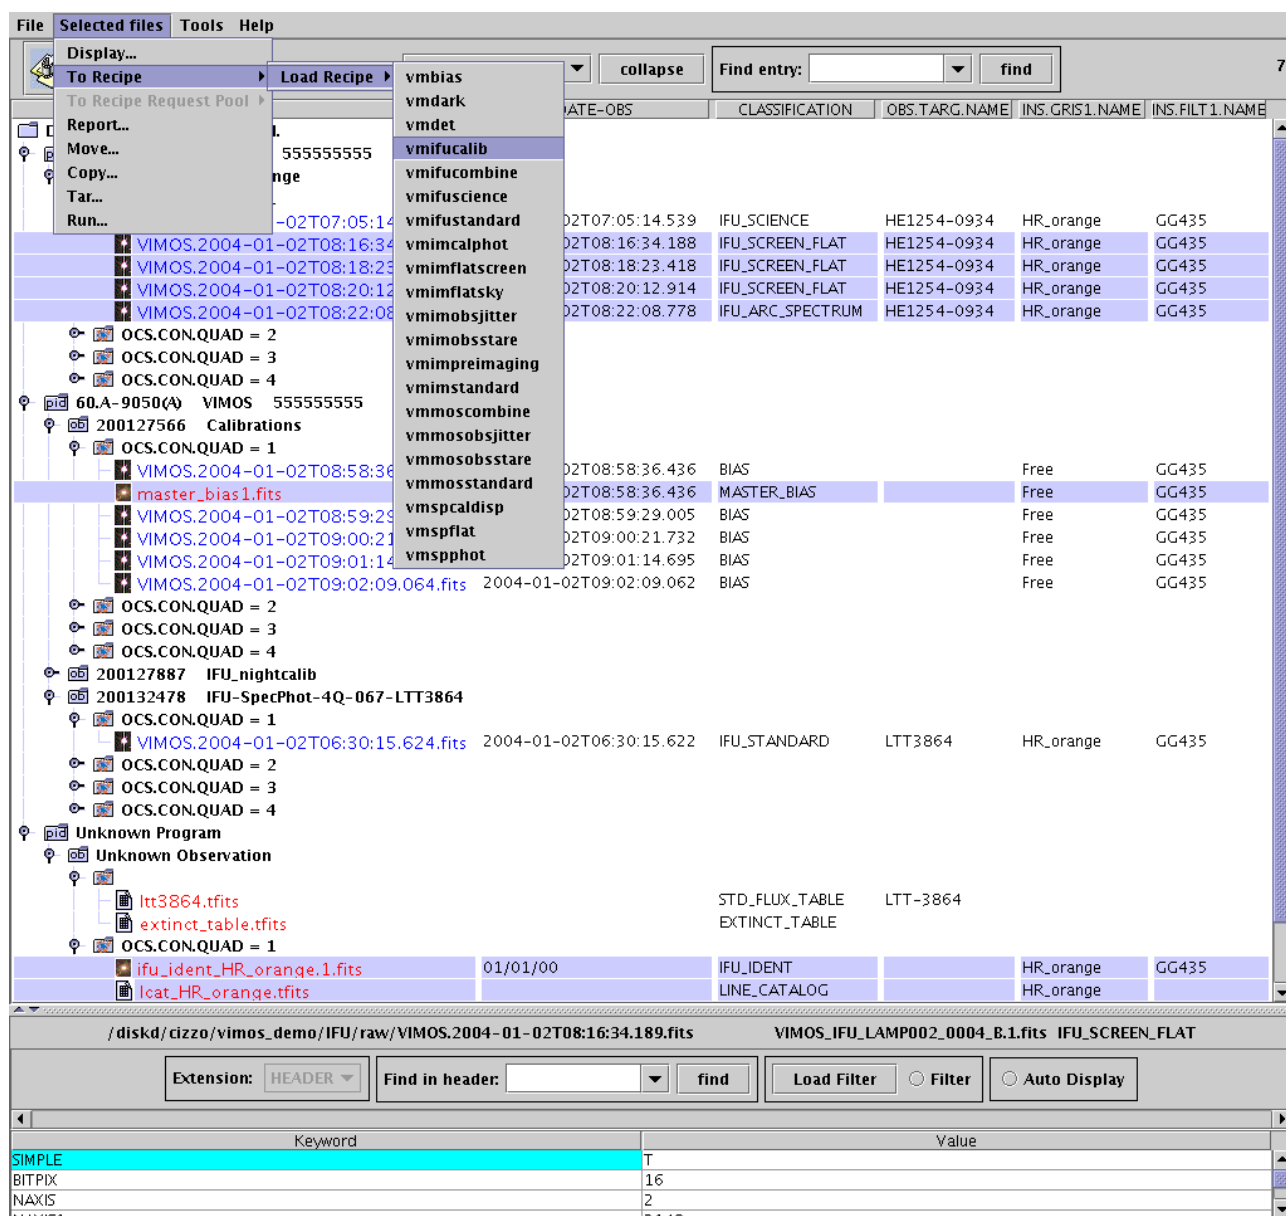 File Selected files Tools Help
Display...
To Recipe Load Recipe vmbias collapse Find entry: find 7
To Recipe Request Pool vmdark DATE-OBS CLASSIFICATION OBS.TARG.NAME INS.GRIS1.NAME INS.FILT1.NAME
Report... vmdet
Move... 555555555 vmifucalib
Copy... nge vmifucombine
Tar... vmifuscience
Run... -02T07:05:14 vmifustandard 02T07:05:14.539 IFU_SCIENCE HE1254-0934 HR_orange GG435
VIMOS.2004-01-02T08:16:34 vmimcalphot 02T08:16:34.188 IFU_SCREEN_FLAT HE1254-0934 HR_orange GG435
VIMOS.2004-01-02T08:18:23 vmimflatscreen 02T08:18:23.418 IFU_SCREEN_FLAT HE1254-0934 HR_orange GG435
VIMOS.2004-01-02T08:20:12 vmimflatsky 02T08:20:12.914 IFU_SCREEN_FLAT HE1254-0934 HR_orange GG435
VIMOS.2004-01-02T08:22:08 vmimobsjitter 02T08:22:08.778 IFU_ARC_SPECTRUM HE1254-0934 HR_orange GG435
OCS.CON.QUAD = 2 vmimobsstare
OCS.CON.QUAD = 3 vmimpreimaging
OCS.CON.QUAD = 4 vmimstandard
pid 60.A-9050(A) VIMOS 555555555 vmmoscombine
ob 200127566 Calibrations vmmosobsjitter
OCS.CON.QUAD = 1 vmmosobsstare
VIMOS.2004-01-02T08:58:36 02T08:58:36.436 BIAS Free GG435
master_bias1.fits vmmosstandard 02T08:58:36.436 MASTER_BIAS Free GG435
VIMOS.2004-01-02T08:59:29 vmspcaldisp 02T08:59:29.005 BIAS Free GG435
VIMOS.2004-01-02T09:00:21 vmspflat 02T09:00:21.732 BIAS Free GG435
VIMOS.2004-01-02T09:01:14 vmspphot 02T09:01:14.695 BIAS Free GG435
VIMOS.2004-01-02T09:02:09.064.fits 2004-01-02T09:02:09.062 BIAS Free GG435
OCS.CON.QUAD = 2
OCS.CON.QUAD = 3
OCS.CON.QUAD = 4
ob 200127887 IFU_nightcalib
ob 200132478 IFU-SpecPhot-4Q-067-LTT3864
OCS.CON.QUAD = 1
VIMOS.2004-01-02T06:30:15.624.fits 2004-01-02T06:30:15.622 IFU_STANDARD LTT3864 HR_orange GG435
OCS.CON.QUAD = 2
OCS.CON.QUAD = 3
OCS.CON.QUAD = 4
pid Unknown Program
ob Unknown Observation
ltt3864.tfits STD_FLUX_TABLE LTT-3864
extinct_table.tfits EXTINCT_TABLE
OCS.CON.QUAD = 1
ifu_ident_HR_orange.1.fits 01/01/00 IFU_IDENT HR_orange GG435
lcat_HR_orange.tfits LINE_CATALOG HR_orange
/diskd/cizzo/vimos_demo/IFU/raw/VIMOS.2004-01-02T08:16:34.189.fits VIMOS_IFU_LAMP002_0004_B.1.fits IFU_SCREEN_FLAT
Extension: HEADER Find in header: find Load Filter Filter Auto Display
Keyword Value
SIMPLE T
BITPIX 16
NAXIS 2